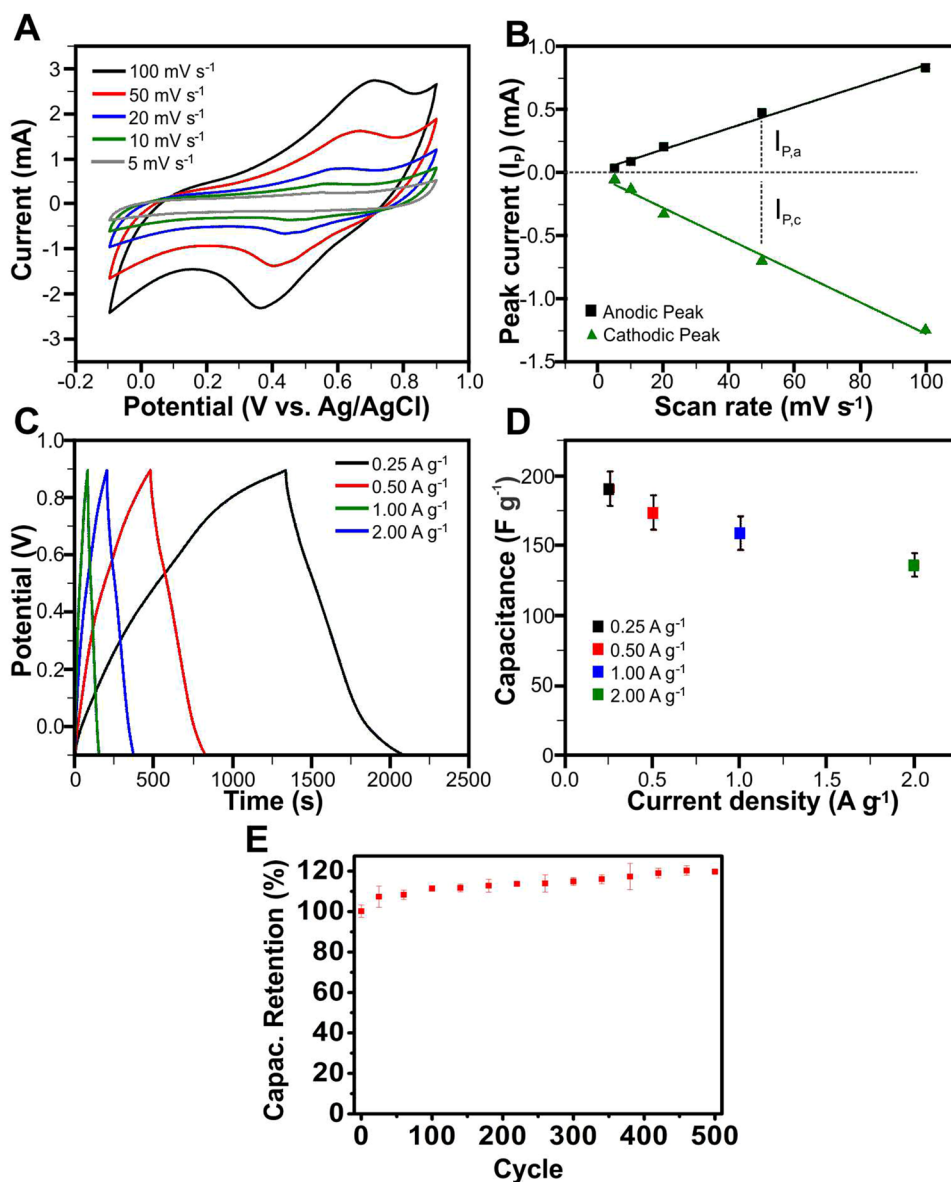 A
3
2
1
0
-1
-2
-3
Current (mA)
100 mV s⁻¹
50 mV s⁻¹
20 mV s⁻¹
10 mV s⁻¹
5 mV s⁻¹
-0.2 0.0 0.2 0.4 0.6 0.8 1.0
Potential (V vs. Ag/AgCl)
B
1.0
0.5
0.0
-0.5
-1.0
-1.5
Peak current (I_P) (mA)
I_P,a
I_P,c
Anodic Peak
Cathodic Peak
0 20 40 60 80 100
Scan rate (mV s⁻¹)
C
1.0
0.8
0.6
0.4
0.2
0.0
Potential (V)
0.25 A g⁻¹
0.50 A g⁻¹
1.00 A g⁻¹
2.00 A g⁻¹
0 500 1000 1500 2000 2500
Time (s)
D
200
150
100
50
0
Capacitance (F g⁻¹)
0.25 A g⁻¹
0.50 A g⁻¹
1.00 A g⁻¹
2.00 A g⁻¹
0.0 0.5 1.0 1.5 2.0
Current density (A g⁻¹)
E
120
100
80
60
40
20
0
Capac. Retention (%)
0 100 200 300 400 500
Cycle